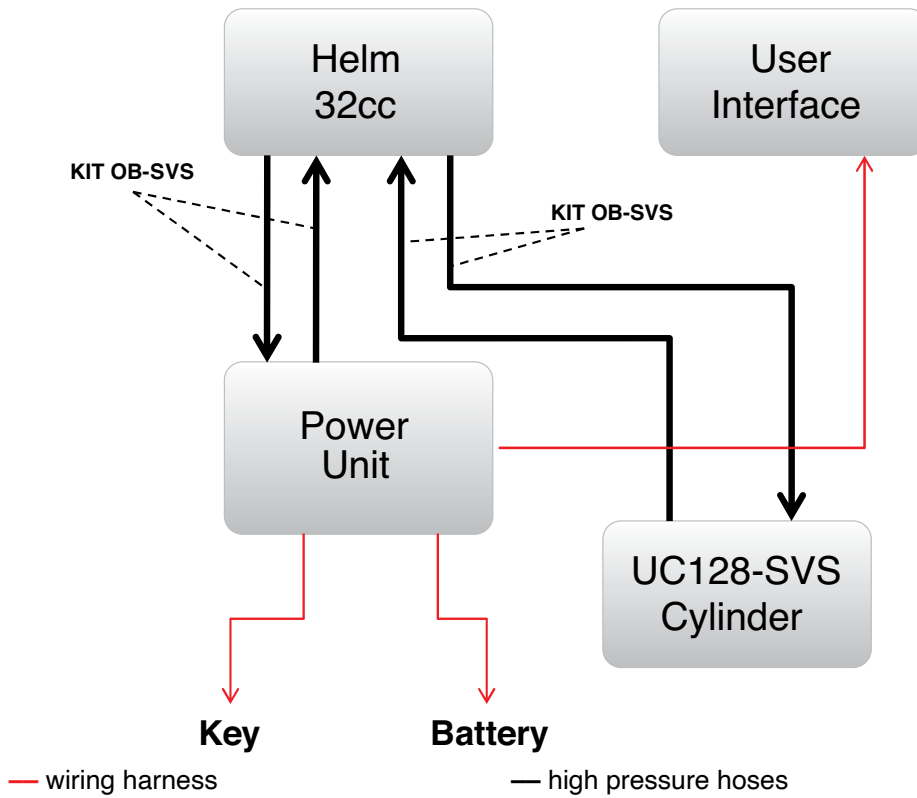 Helm
32cc
User
Interface
KIT OB-SVS
KIT OB-SVS
Power
Unit
UC128-SVS
Cylinder
Key
Battery
wiring harness
high pressure hoses